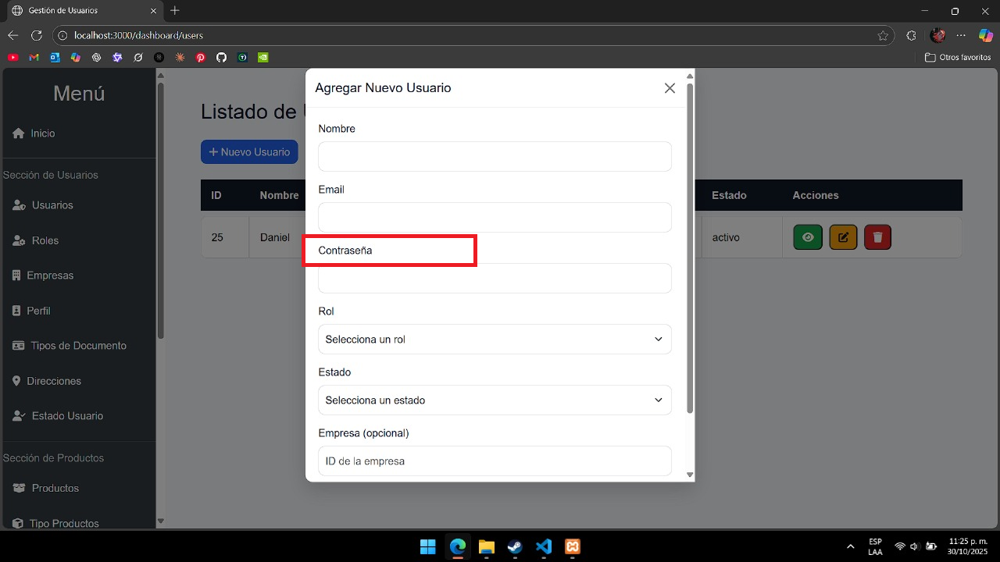 Gestión de Usuarios
localhost:3000/dashboard/users
Otros favoritos
Menú
Inicio
Sección de Usuarios
Usuarios
Roles
Empresas
Perfil
Tipos de Documento
Direcciones
Estado Usuario
Sección de Productos
Productos
Tipo Productos
Listado de
+ Nuevo Usuario
ID Nombre Estado Acciones
25 Daniel activo
Agregar Nuevo Usuario
Nombre
Email
Contraseña
Rol
Selecciona un rol
Estado
Selecciona un estado
Empresa (opcional)
ID de la empresa
ESP
LAA
11:25 p. m.
30/10/2025